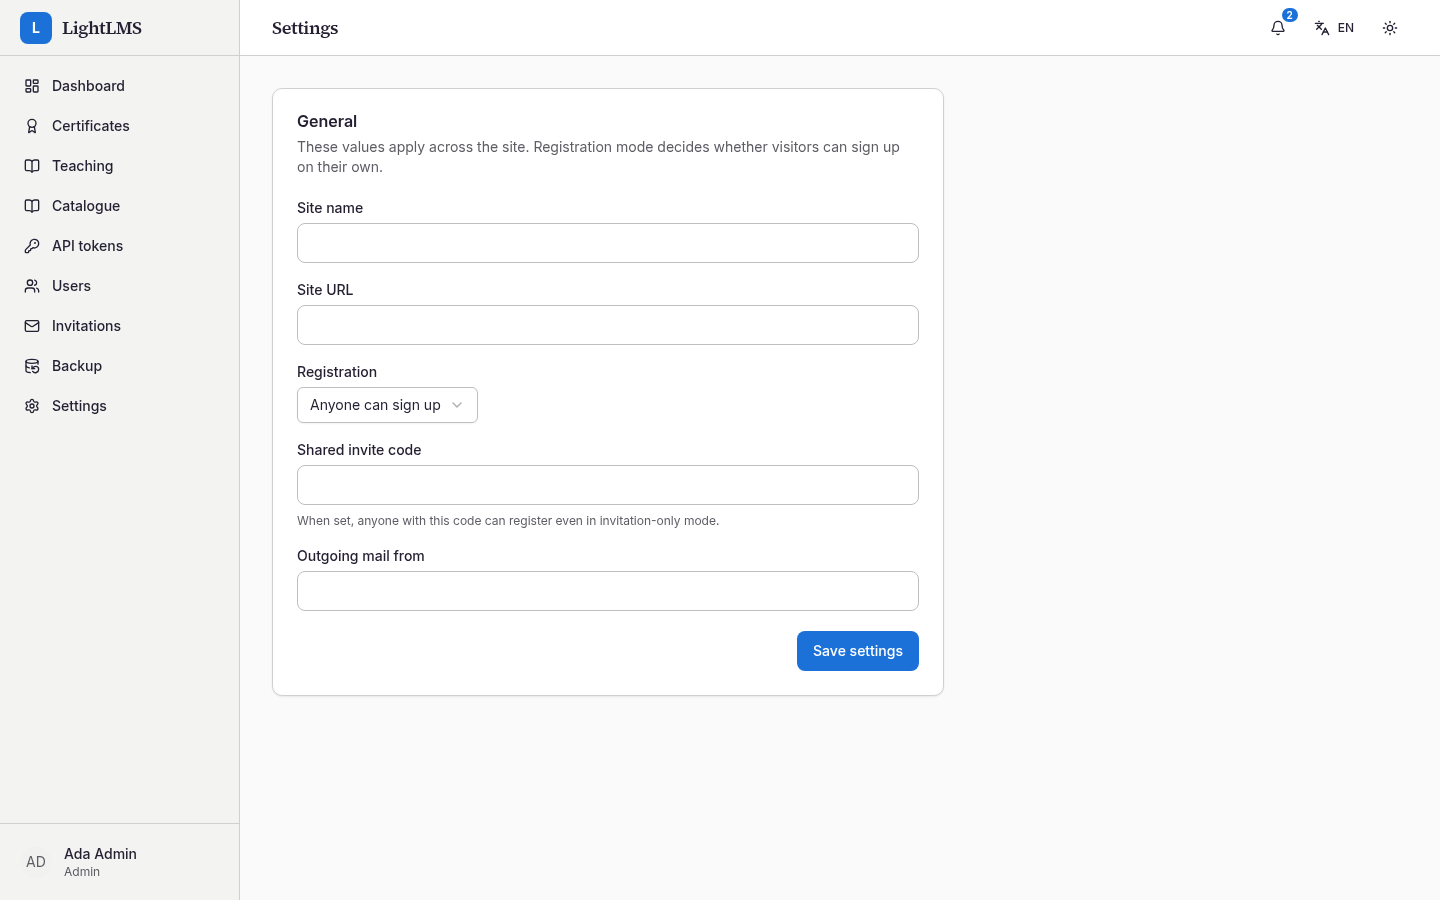 L LightLMS
Settings
2
EN
Dashboard
Certificates
Teaching
Catalogue
API tokens
Users
Invitations
Backup
Settings
General
These values apply across the site. Registration mode decides whether visitors can sign up
on their own.
Site name
Site URL
Registration
Anyone can sign up
Shared invite code
When set, anyone with this code can register even in invitation-only mode.
Outgoing mail from
Save settings
AD
Ada Admin
Admin